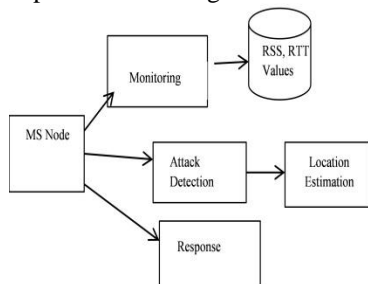 RSS, RTT
Values
Monitoring
MS Node
Attack
Detection
Location
Estimation
Response